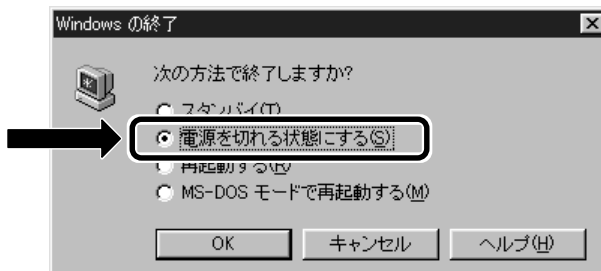 Windows の終了
次の方法で終了しますか?
スタンバイ(T)
電源を切れる状態にする(S)
再起動する(R)
MS-DOS モードで再起動する(M)
OK
キャンセル
ヘルプ(H)